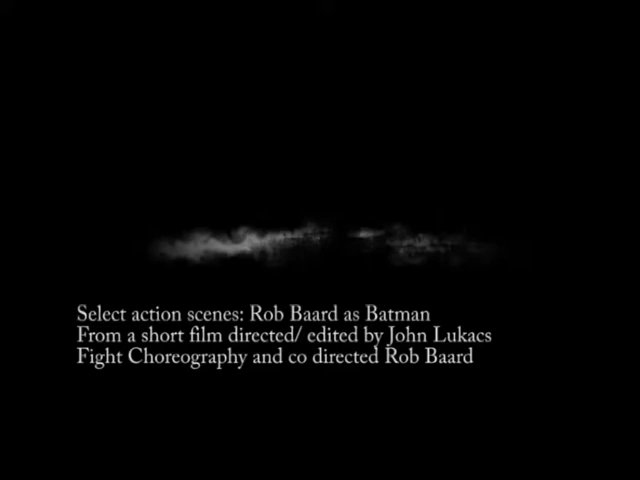 Select action scenes: Rob Baard as Batman
From a short film directed/ edited by John Lukacs
Fight Choreography and co directed Rob Baard